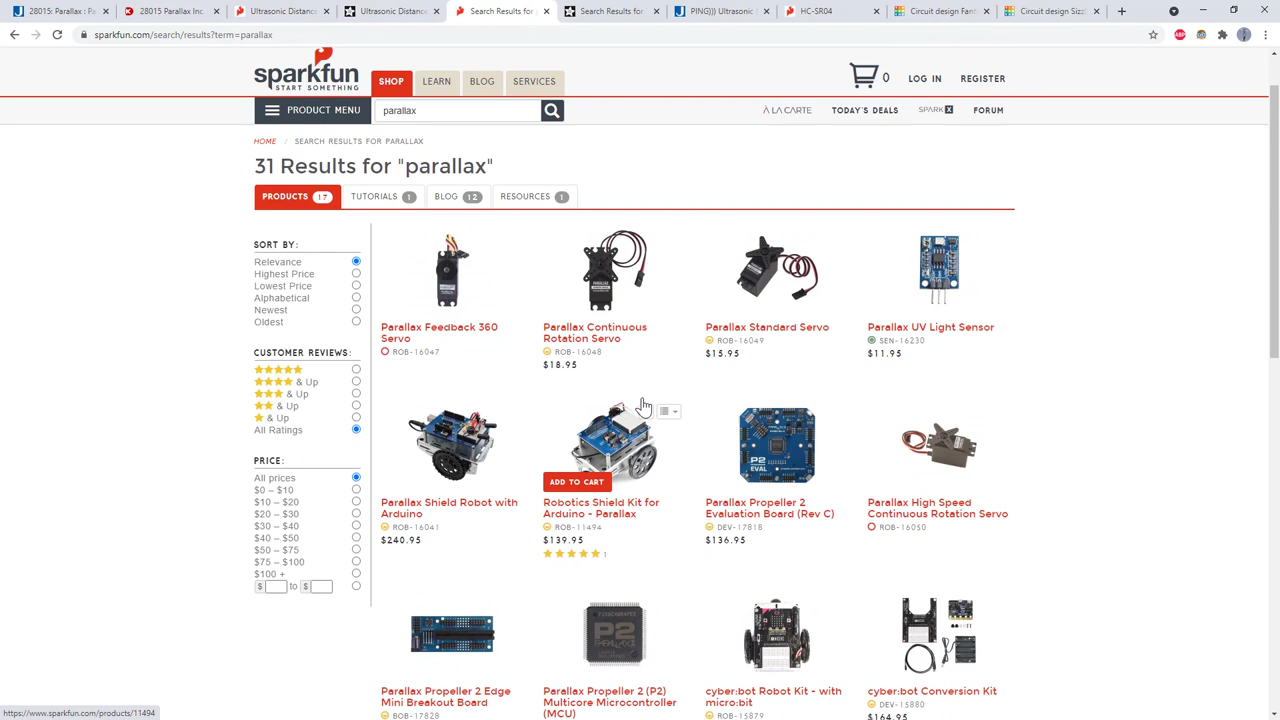 28015: Parallax : Pa
28015 Parallax Inc.
Ultrasonic Distance
Ultrasonic Distance
Search Results for
Search Results for
PING))) Ultrasonic D
HC-SR04
Circuit design Fant
Circuit design Sizzl
sparkfun.com/search/results?term=parallax
sparkfun
START SOMETHING
SHOP
LEARN
BLOG
SERVICES
0
LOG IN
REGISTER
PRODUCT MENU
parallax
À LA CARTE
TODAY'S DEALS
SPARK X
FORUM
HOME / SEARCH RESULTS FOR PARALLAX
31 Results for "parallax"
PRODUCTS 17
TUTORIALS 1
BLOG 12
RESOURCES 1
SORT BY:
Relevance
Highest Price
Lowest Price
Alphabetical
Newest
Oldest
CUSTOMER REVIEWS:
& Up
& Up
& Up
& Up
All Ratings
PRICE:
All prices
$0 – $10
$10 – $20
$20 – $30
$30 – $40
$40 – $50
$50 – $75
$75 – $100
$100 +
$ to $
Parallax Feedback 360
Servo
ROB-16047
Parallax Continuous
Rotation Servo
ROB-16048
$18.95
Parallax Standard Servo
ROB-16049
$15.95
Parallax UV Light Sensor
SEN-16230
$11.95
Parallax Shield Robot with
Arduino
ROB-16041
$240.95
ADD TO CART
Robotics Shield Kit for
Arduino - Parallax
ROB-11494
$139.95
P2
EVAL
Parallax Propeller 2
Evaluation Board (Rev C)
DEV-17818
$136.95
Parallax High Speed
Continuous Rotation Servo
ROB-16050
Parallax Propeller 2 Edge
Mini Breakout Board
BOB-17828
P2
Parallax Propeller 2 (P2)
Multicore Microcontroller
(MCU)
cyber:bot Robot Kit - with
micro:bit
ROB-15879
cyber:bot Conversion Kit
DEV-15880
$164.95
https://www.sparkfun.com/products/11494